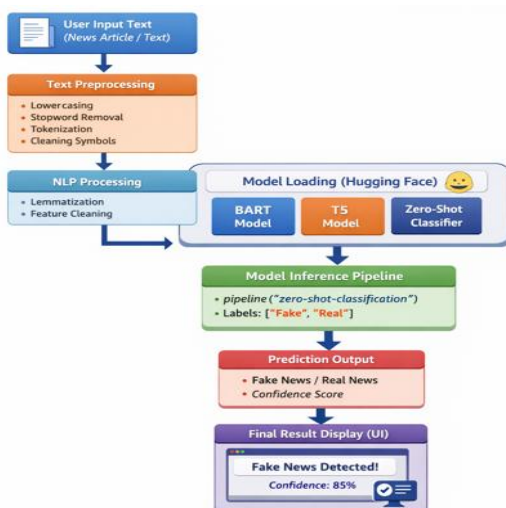 User Input Text
(News Article / Text)
Text Preprocessing
• Lowercasing
• Stopword Removal
• Tokenization
• Cleaning Symbols
NLP Processing
• Lemmatization
• Feature Cleaning
Model Loading (Hugging Face)
BART
Model
T5
Model
Zero-Shot
Classifier
Model Inference Pipeline
• pipeline("zero-shot-classification")
• Labels: ["Fake", "Real"]
Prediction Output
• Fake News / Real News
• Confidence Score
Final Result Display (UI)
Fake News Detected!
Confidence: 85%